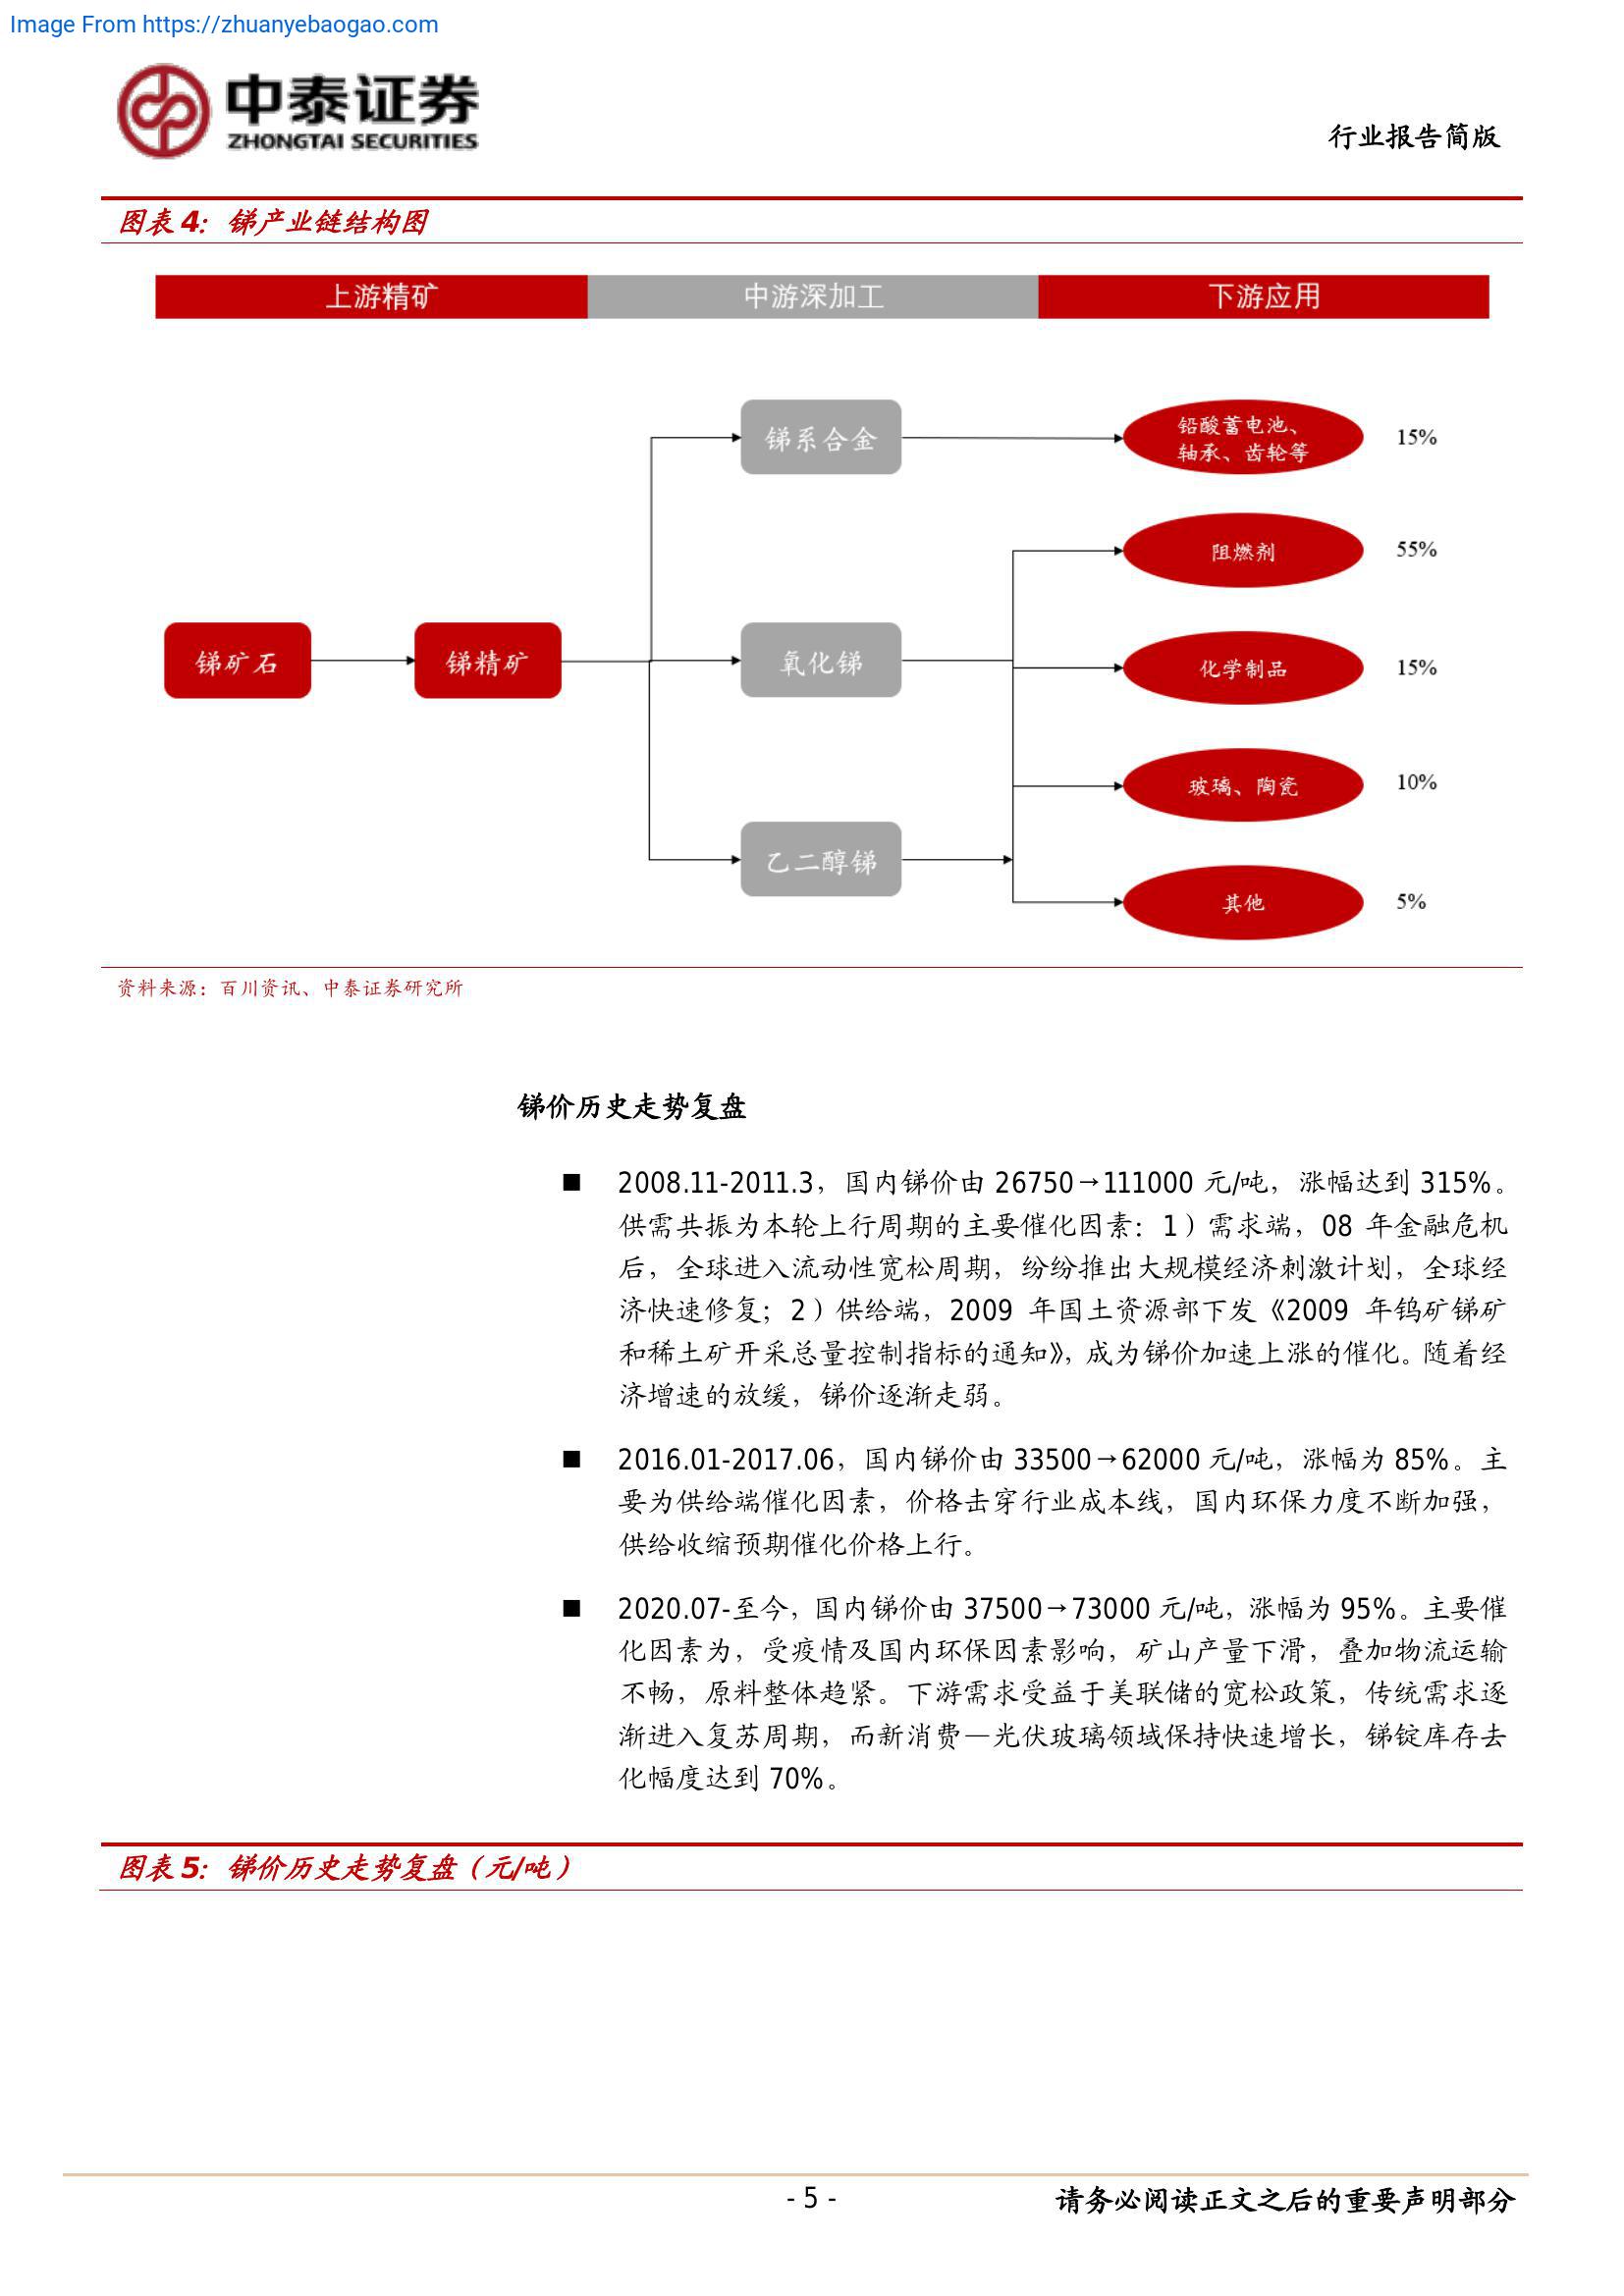 Image From https://zhuanyebaogao.com
中泰证券
ZHONGTAI SECURITIES
行业报告简版
图表 4：锑产业链结构图
上游精矿
中游深加工
下游应用
锑系合金
铅酸蓄电池、
轴承、齿轮等
15%
阻燃剂
55%
锑矿石
锑精矿
氧化锑
化学制品
15%
玻璃、陶瓷
10%
乙二醇锑
其他
5%
资料来源：百川资讯、中泰证券研究所
锑价历史走势复盘
■ 2008.11-2011.3，国内锑价由 26750→111000 元/吨，涨幅达到 315%。
供需共振为本轮上行周期的主要催化因素：1）需求端，08 年金融危机
后，全球进入流动性宽松周期，纷纷推出大规模经济刺激计划，全球经
济快速修复；2）供给端，2009 年国土资源部下发《2009 年钨矿锑矿
和稀土矿开采总量控制指标的通知》，成为锑价加速上涨的催化。随着经
济增速的放缓，锑价逐渐走弱。
■ 2016.01-2017.06，国内锑价由 33500→62000 元/吨，涨幅为 85%。主
要为供给端催化因素，价格击穿行业成本线，国内环保力度不断加强，
供给收缩预期催化价格上行。
■ 2020.07-至今，国内锑价由 37500→73000 元/吨，涨幅为 95%。主要催
化因素为，受疫情及国内环保因素影响，矿山产量下滑，叠加物流运输
不畅，原料整体趋紧。下游需求受益于美联储的宽松政策，传统需求逐
渐进入复苏周期，而新消费—光伏玻璃领域保持快速增长，锑锭库存去
化幅度达到 70%。
图表 5：锑价历史走势复盘（元/吨）
- 5 -
请务必阅读正文之后的重要声明部分